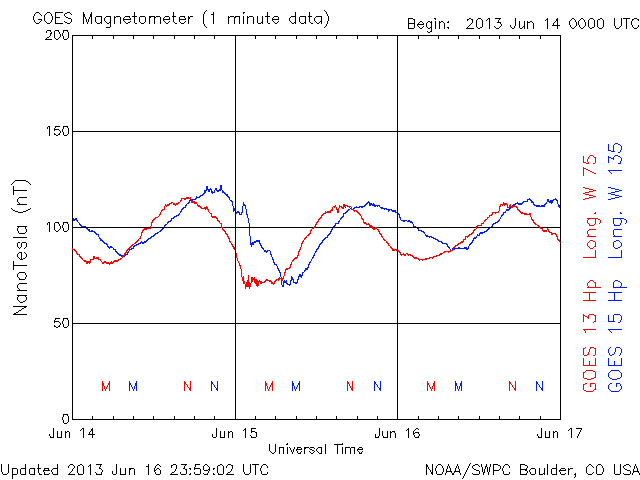 GOES Magnetometer (1 minute data)
Begin: 2013 Jun 14 0000 UTC
200
150
100
50
0
NanoTesla (nT)
M M N N M M N N M M N N
Jun 14 Jun 15 Jun 16 Jun 17
Universal Time
GOES 13 Hp Long. W 75
GOES 15 Hp Long. W 135
Updated 2013 Jun 16 23:59:02 UTC
NOAA/SWPC Boulder, CO USA